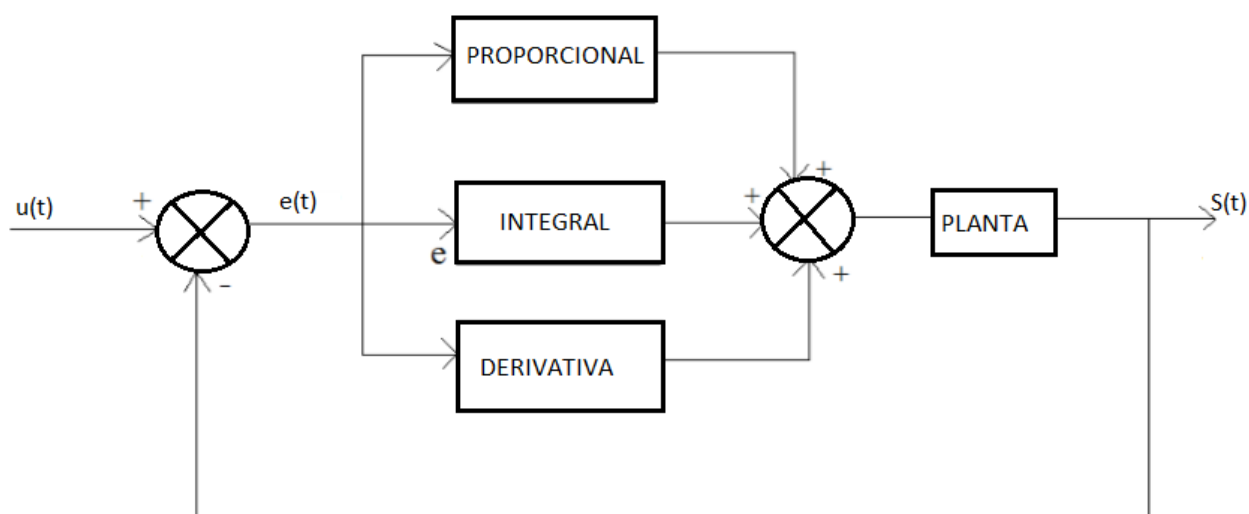 PROPORCIONAL
+
+
u(t)
+
e(t)
INTEGRAL
PLANTA
S(t)
e
-
+
DERIVATIVA